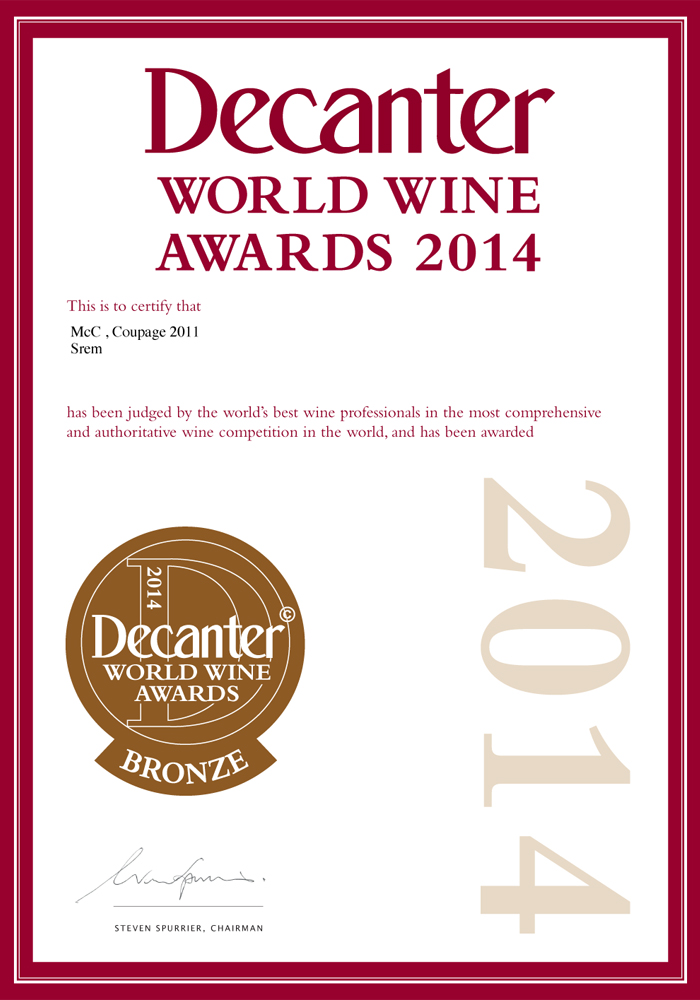 Decanter
WORLD WINE
AWARDS 2014
This is to certify that
McC , Coupage 2011
Srem
has been judged by the world's best wine professionals in the most comprehensive
and authoritative wine competition in the world, and has been awarded
2014
2014
©
Decanter
WORLD WINE
AWARDS
BRONZE
STEVEN SPURRIER, CHAIRMAN